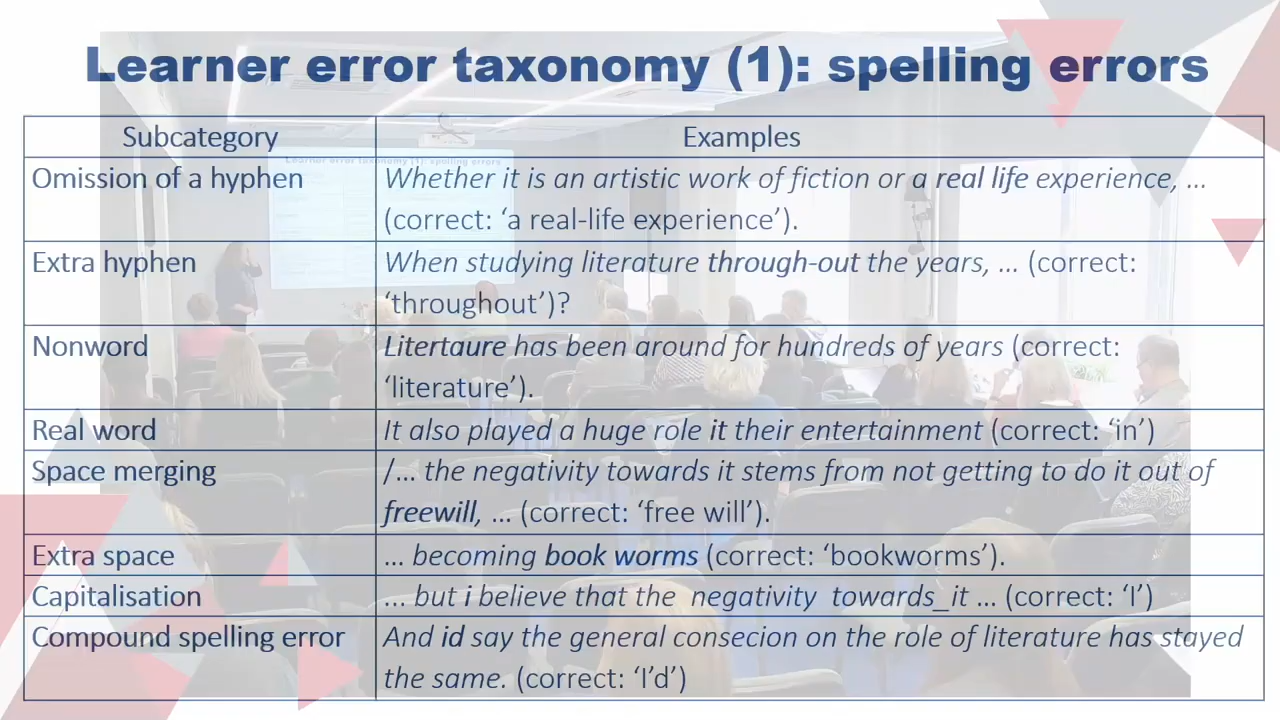 Learner error taxonomy (1): spelling errors
Subcategory
Examples
Omission of a hyphen
Whether it is an artistic work of fiction or a real life experience, ...
(correct: ‘a real-life experience’).
Extra hyphen
When studying literature through-out the years, ... (correct:
‘throughout’)?
Nonword
Litertaure has been around for hundreds of years (correct:
‘literature’).
Real word
It also played a huge role it their entertainment (correct: ‘in’)
Space merging
/... the negativity towards it stems from not getting to do it out of
freewill, ... (correct: ‘free will’).
Extra space
... becoming book worms (correct: ‘bookworms’).
Capitalisation
... but i believe that the  negativity  towards_it ... (correct: ‘I’)
Compound spelling error
And id say the general consecion on the role of literature has stayed
the same. (correct: ‘I’d’)
Learner error taxonomy (1): spelling errors